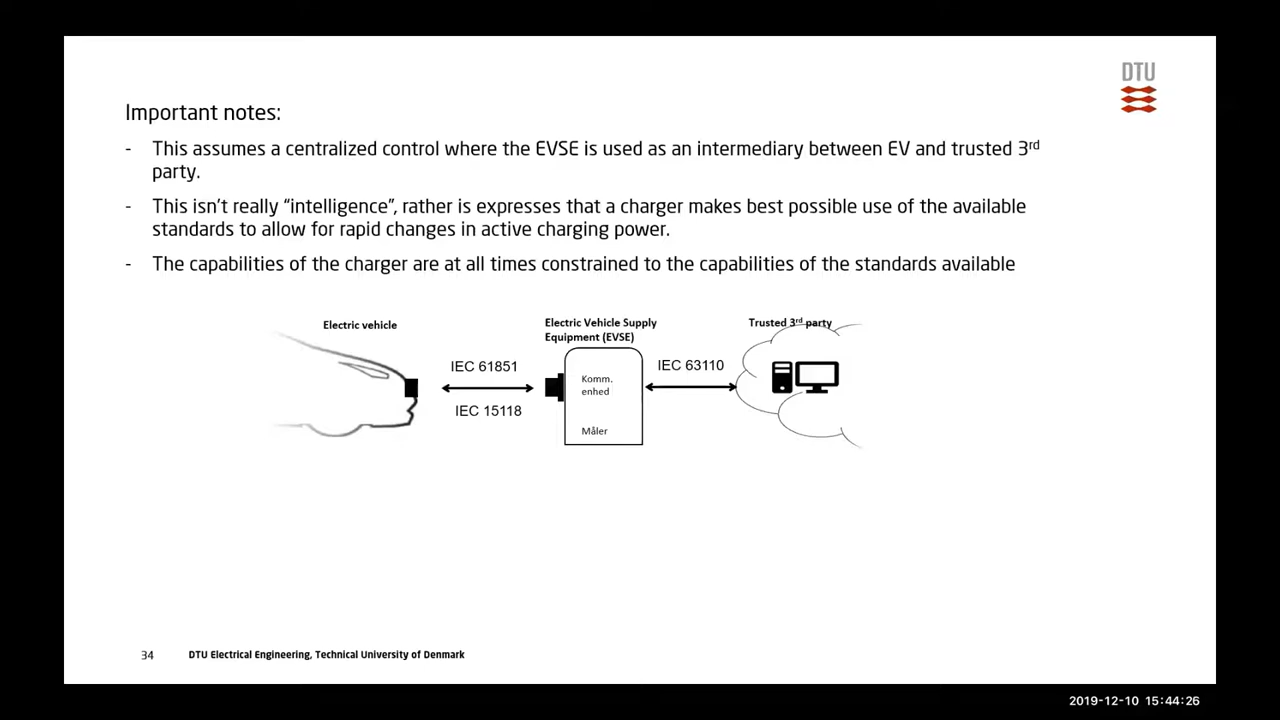 DTU
Important notes:
- This assumes a centralized control where the EVSE is used as an intermediary between EV and trusted 3rd
party.
- This isn't really “intelligence”, rather is expresses that a charger makes best possible use of the available
standards to allow for rapid changes in active charging power.
- The capabilities of the charger are at all times constrained to the capabilities of the standards available
Electric vehicle
IEC 61851
IEC 15118
Electric Vehicle Supply
Equipment (EVSE)
Komm.
enhed
Måler
IEC 63110
Trusted 3rd party
34 DTU Electrical Engineering, Technical University of Denmark
2019-12-10 15:44:26